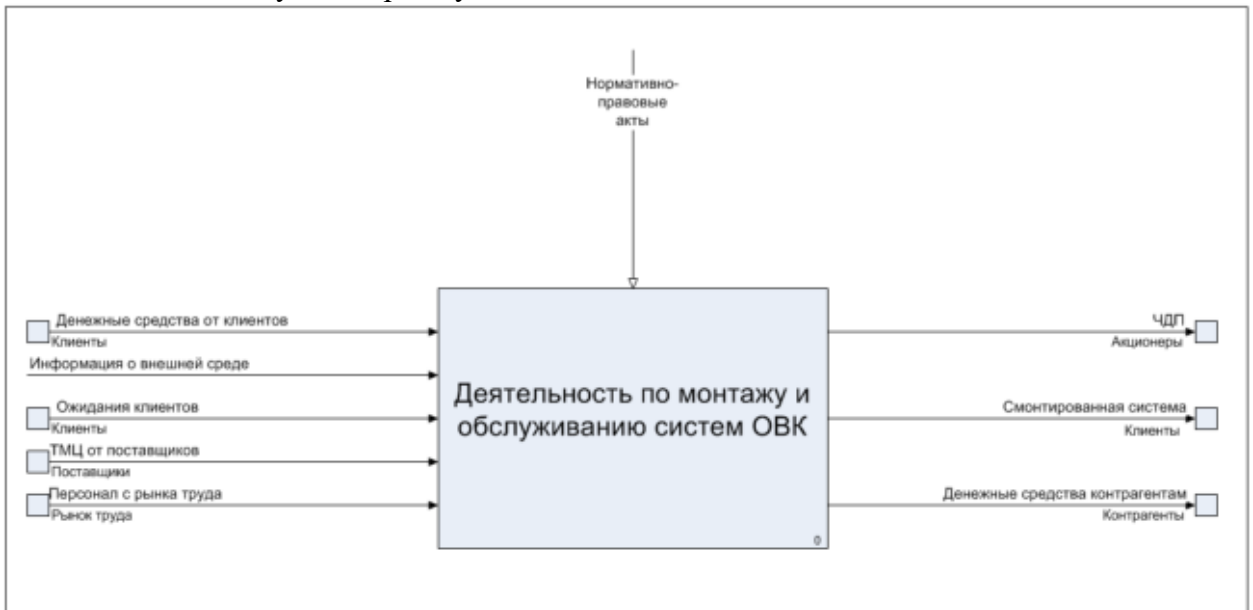 Нормативно-
правовые
акты
Денежные средства от клиентов
Клиенты
Информация о внешней среде
Ожидания клиентов
Клиенты
ТМЦ от поставщиков
Поставщики
Персонал с рынка труда
Рынок труда
Деятельность по монтажу и
обслуживанию систем ОВК
0
ЧДП
Акционеры
Смонтированная система
Клиенты
Денежные средства контрагентам
Контрагенты